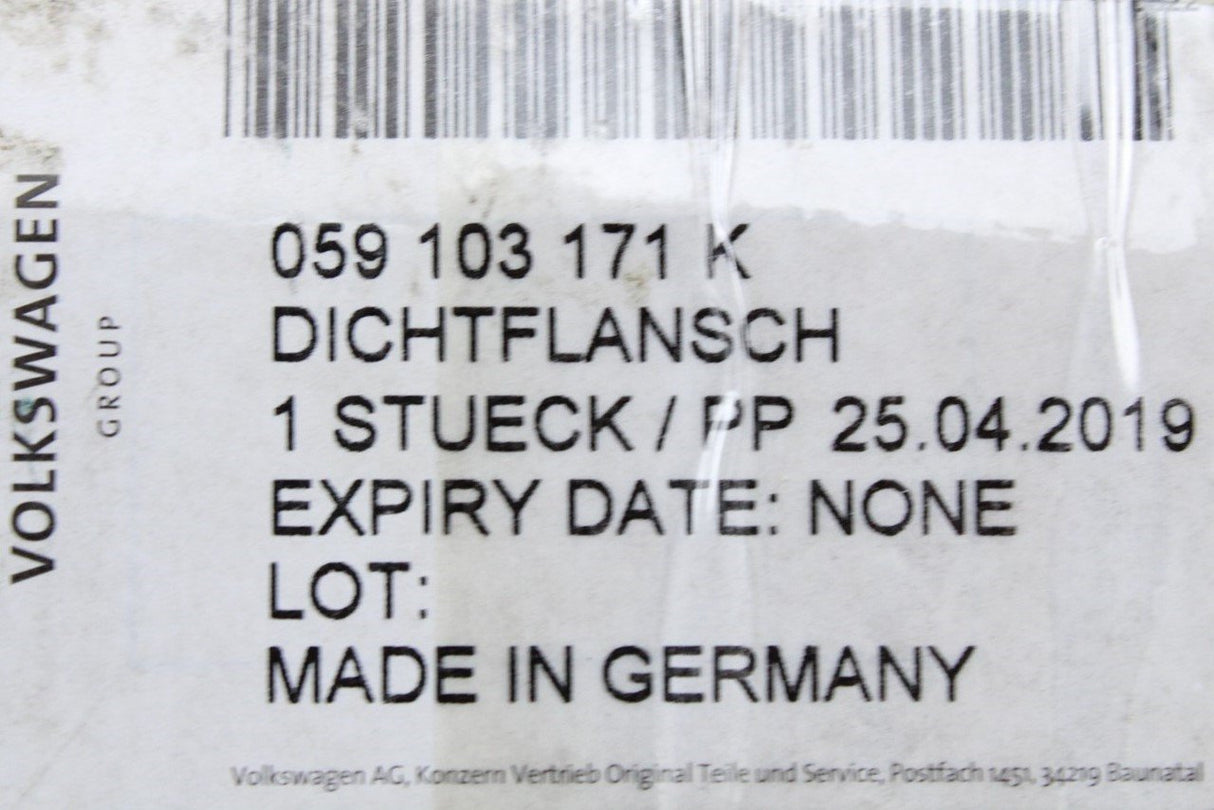 VOLKSWAGEN
GROUP
059 103 171 K
DICHTFLANSCH
1 STUECK / PP 25.04.2019
EXPIRY DATE: NONE
LOT:
MADE IN GERMANY
Volkswagen AG, Konzern Vertrieb Original Teile und Service, Postfach 1451, 34219 Baunatal